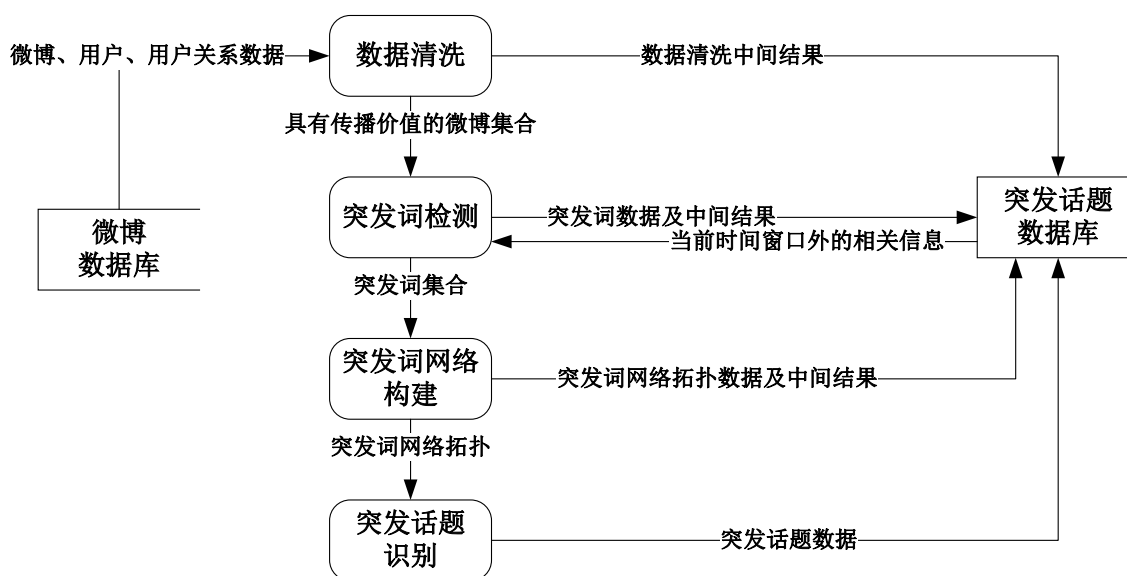 微博、用户、用户关系数据
数据清洗
数据清洗中间结果
具有传播价值的微博集合
微博
数据库
突发词检测
突发词数据及中间结果
当前时间窗口外的相关信息
突发话题
数据库
突发词集合
突发词网络
构建
突发词网络拓扑数据及中间结果
突发词网络拓扑
突发话题
识别
突发话题数据